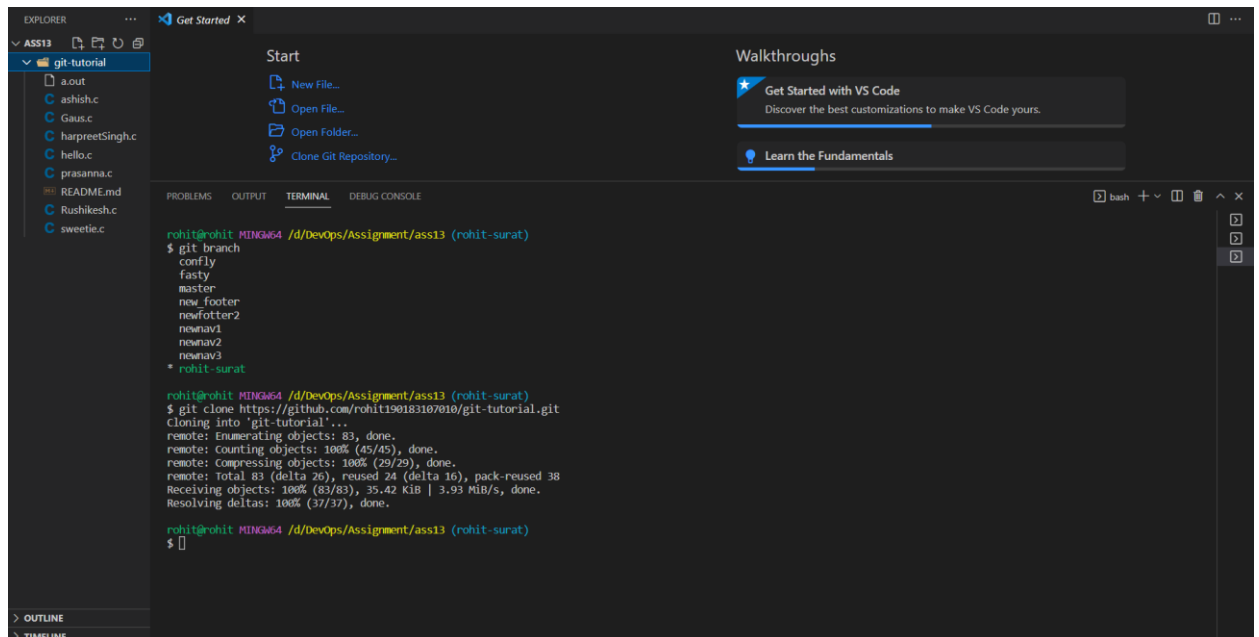 EXPLORER
ASS13
git-tutorial
a.out
ashish.c
Gaus.c
harpreetSingh.c
hello.c
prasanna.c
README.md
Rushikesh.c
sweetie.c
OUTLINE
TIMELINE
Get Started
Start
New File...
Open File...
Open Folder...
Clone Git Repository...
Walkthroughs
Get Started with VS Code
Discover the best customizations to make VS Code yours.
Learn the Fundamentals
PROBLEMS OUTPUT TERMINAL DEBUG CONSOLE bash
rohit@rohit MINGW64 /d/DevOps/Assignment/ass13 (rohit-surat)
$ git branch
confly
fasty
master
new_footer
newfotter2
newnav1
newnav2
newnav3
* rohit-surat
rohit@rohit MINGW64 /d/DevOps/Assignment/ass13 (rohit-surat)
$ git clone https://github.com/rohit190183107010/git-tutorial.git
Cloning into 'git-tutorial'...
remote: Enumerating objects: 83, done.
remote: Counting objects: 100% (45/45), done.
remote: Compressing objects: 100% (29/29), done.
remote: Total 83 (delta 26), reused 24 (delta 16), pack-reused 38
Receiving objects: 100% (83/83), 35.42 KiB | 3.93 MiB/s, done.
Resolving deltas: 100% (37/37), done.
rohit@rohit MINGW64 /d/DevOps/Assignment/ass13 (rohit-surat)
$